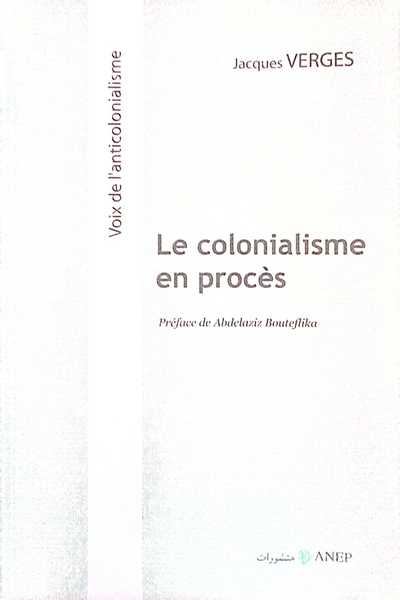 Jacques VERGES
Voix de l'anticolonialisme
Le colonialisme
en procès
Préface de Abdelaziz Bouteflika
منشورات ANEP